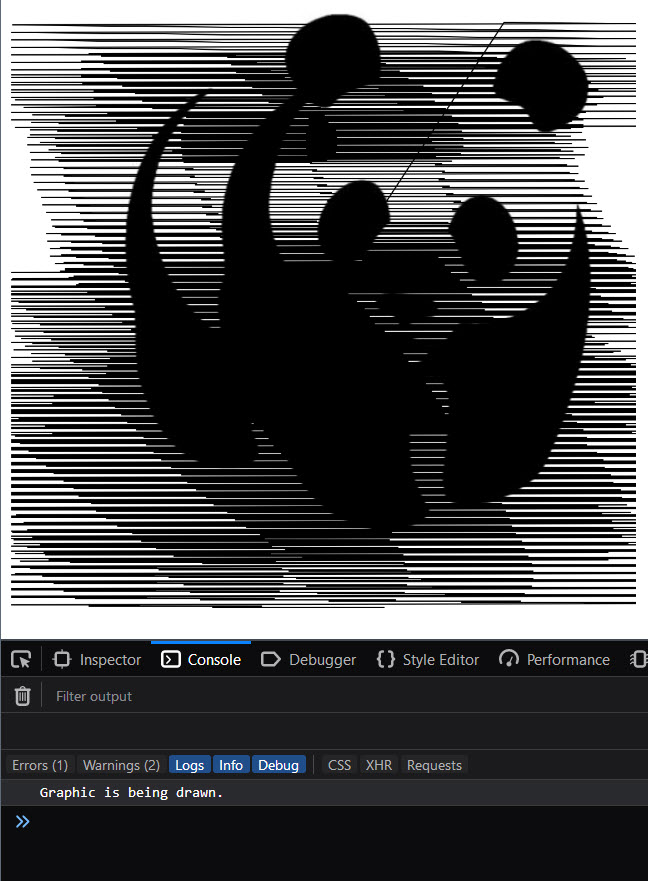 Inspector Console Debugger Style Editor Performance
Filter output
Errors (1) Warnings (2) Logs Info Debug CSS XHR Requests
Graphic is being drawn.